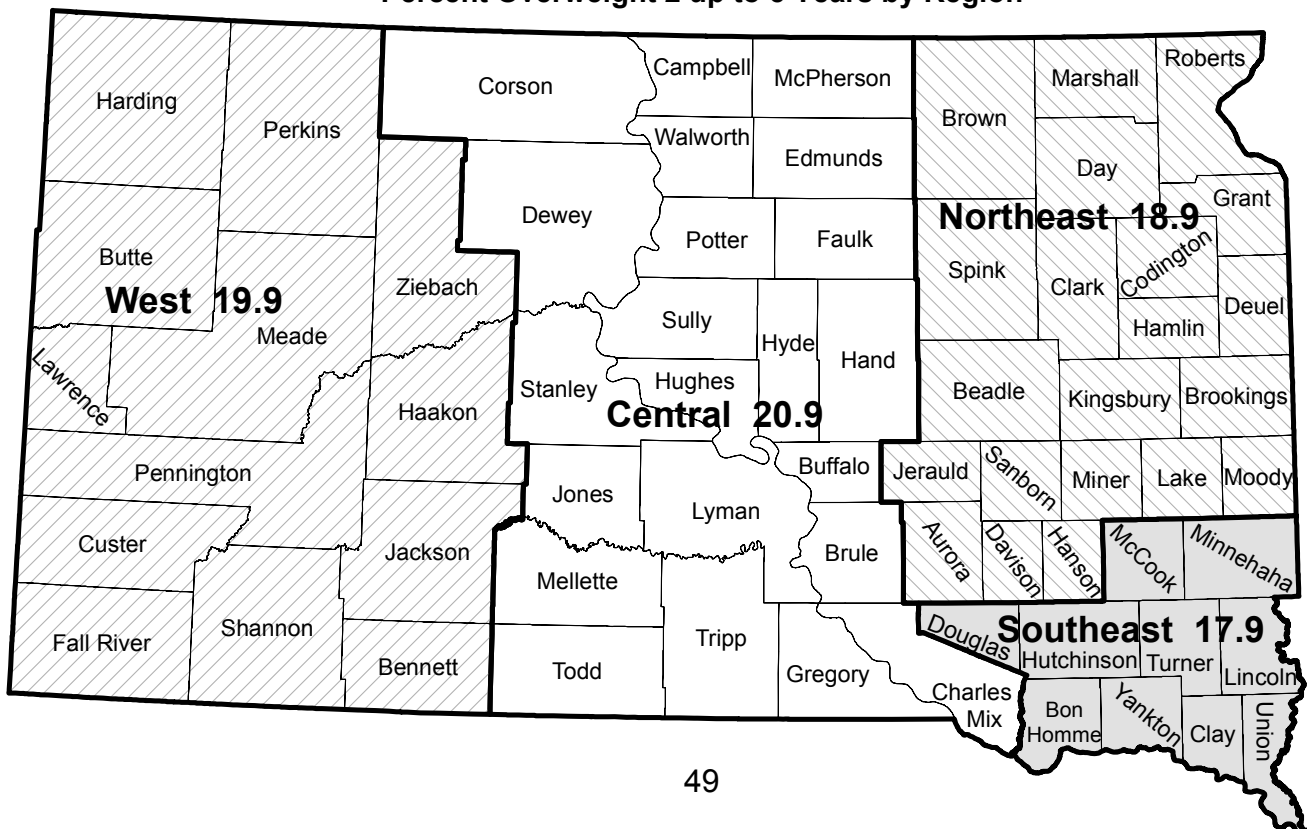 Percent Overweight 2 up to 5 Years by Region
Harding
Perkins
Corson
Campbell
McPherson
Brown
Marshall
Roberts
Walworth
Edmunds
Day
Dewey
Potter
Faulk
Northeast 18.9
Grant
Butte
Ziebach
Spink
Clark
Codington
West 19.9
Meade
Sully
Hyde
Hand
Hamlin
Deuel
Lawrence
Stanley
Hughes
Haakon
Central 20.9
Beadle
Kingsbury
Brookings
Pennington
Jones
Lyman
Buffalo
Jerauld
Sanborn
Miner
Lake
Moody
Custer
Jackson
Mellette
Brule
Aurora
Davison
Hanson
McCook
Minnehaha
Fall River
Shannon
Bennett
Todd
Tripp
Gregory
Charles
Mix
Douglas
Southeast 17.9
Hutchinson
Turner
Lincoln
Bon
Homme
Yankton
Clay
Union
49